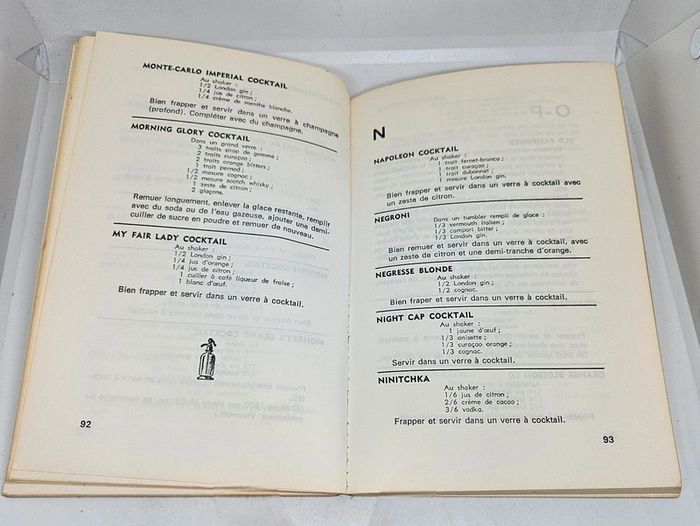 MONTE-CARLO IMPERIAL COCKTAIL
Au shaker :
1/2 London gin ;
1/4 jus de citron ;
1/4 crème de menthe blanche.
Bien frapper et servir dans un verre à champagne
(profond). Compléter avec du champagne.
MORNING GLORY COCKTAIL
Dans un grand verre :
3 traits sirop de gomme ;
2 traits curaçao ;
2 traits orange bitters ;
1 trait pernod ;
1/2 mesure cognac ;
1/2 mesure scotch whisky ;
1 zeste de citron ;
2 glaçons.
Remuer longuement, enlever la glace restante, remplir
avec du soda ou de l'eau gazeuse, ajouter une demi-
cuiller de sucre en poudre et remuer de nouveau.
MY FAIR LADY COCKTAIL
Au shaker :
1/2 London gin ;
1/4 jus d'orange ;
1/4 jus de citron ;
1 cuiller à café liqueur de fraise ;
1 blanc d'œuf.
Bien frapper et servir dans un verre à cocktail.
92
N
NAPOLEON COCKTAIL
Au shaker :
1 trait fernet-branca ;
1 trait curaçao ;
1 trait dubonnet ;
1 mesure London gin.
Bien frapper et servir dans un verre à cocktail avec
un zeste de citron.
NEGRONI
Dans un tumbler rempli de glace :
1/3 vermouth italien ;
1/3 campari bitter ;
1/3 London gin.
Bien remuer et servir dans un verre à cocktail, avec
un zeste de citron et une demi-tranche d'orange.
NEGRESSE BLONDE
Au shaker :
1/2 London gin ;
1/2 cognac.
Bien frapper et servir dans un verre à cocktail.
NIGHT CAP COCKTAIL
Au shaker :
1 jaune d'œuf ;
1/3 anisette ;
1/3 curaçao orange ;
1/3 cognac.
Servir dans un verre à cocktail.
NINITCHKA
Au shaker :
1/6 jus de citron ;
2/6 crème de cacao ;
3/6 vodka.
Frapper et servir dans un verre à cocktail.
93